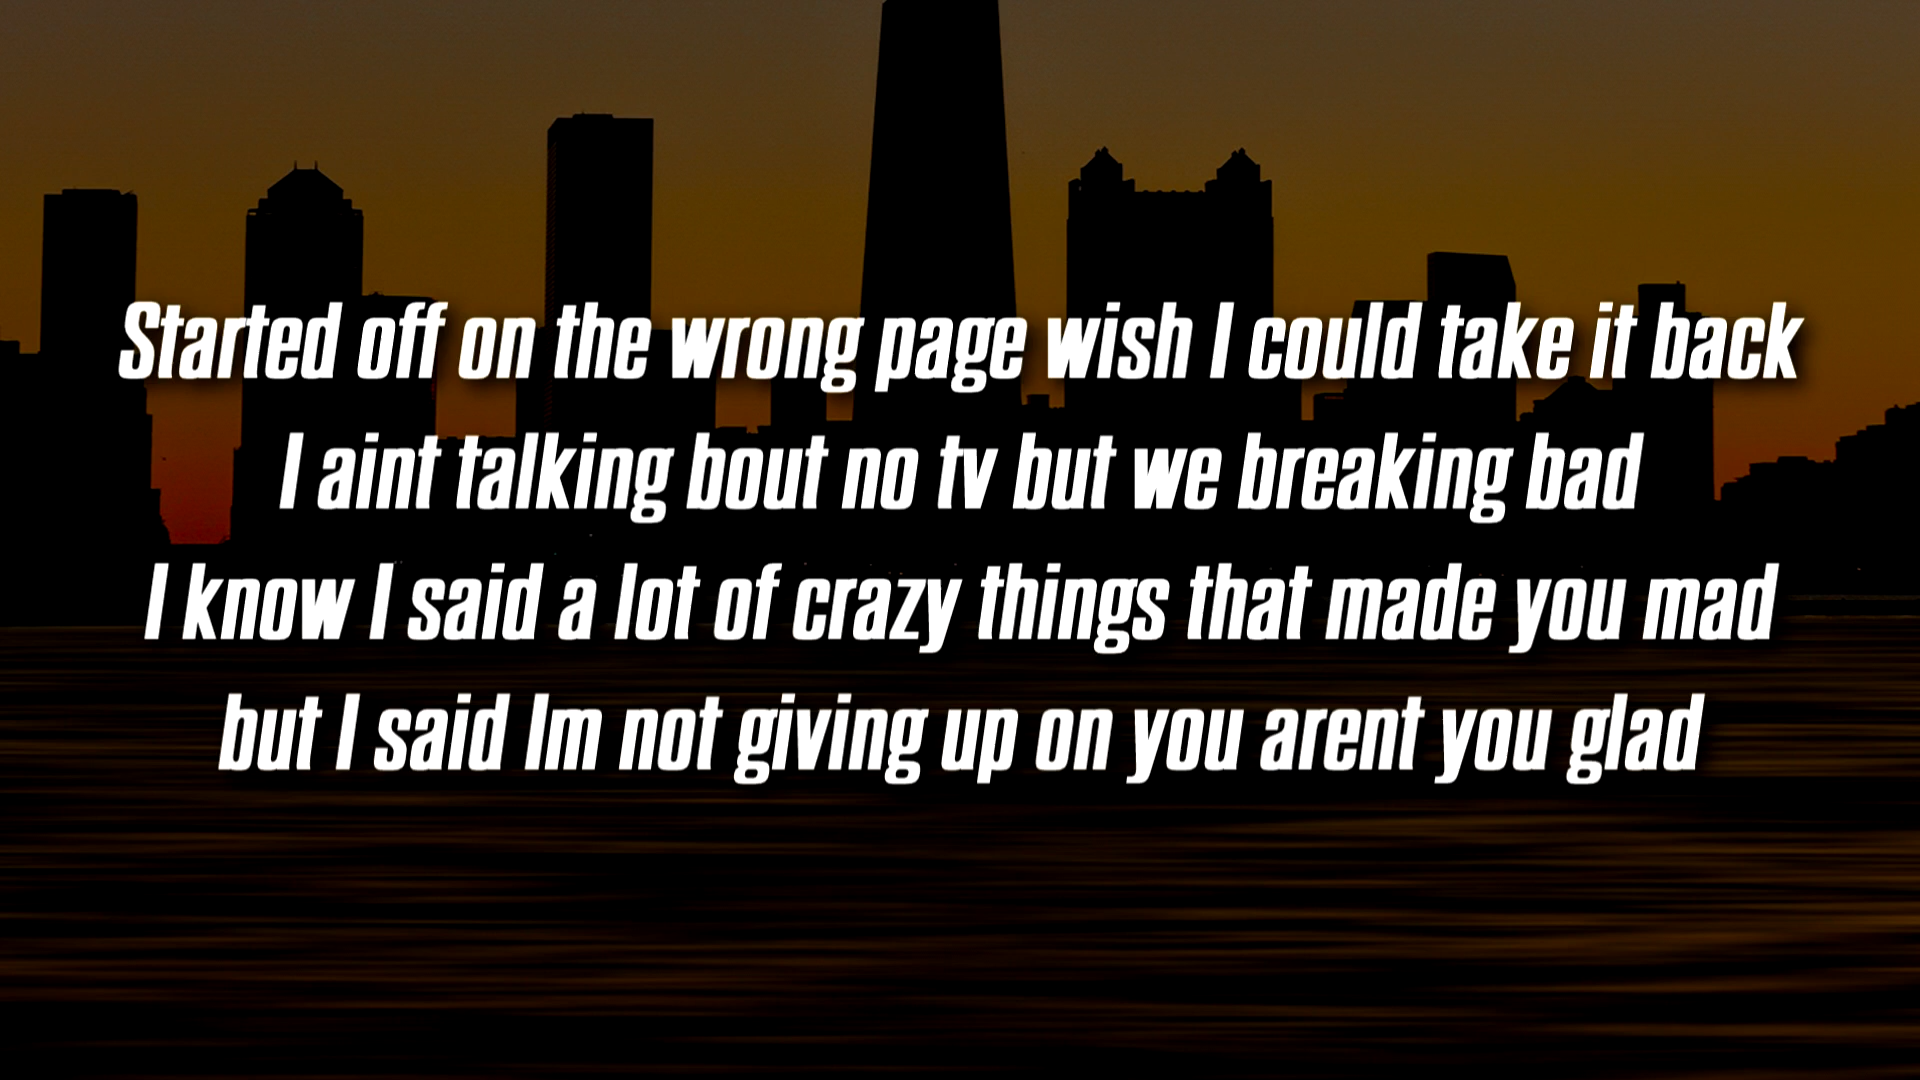 Started off on the wrong page wish I could take it back
I aint talking bout no tv but we breaking bad
I know I said a lot of crazy things that made you mad
but I said Im not giving up on you arent you glad